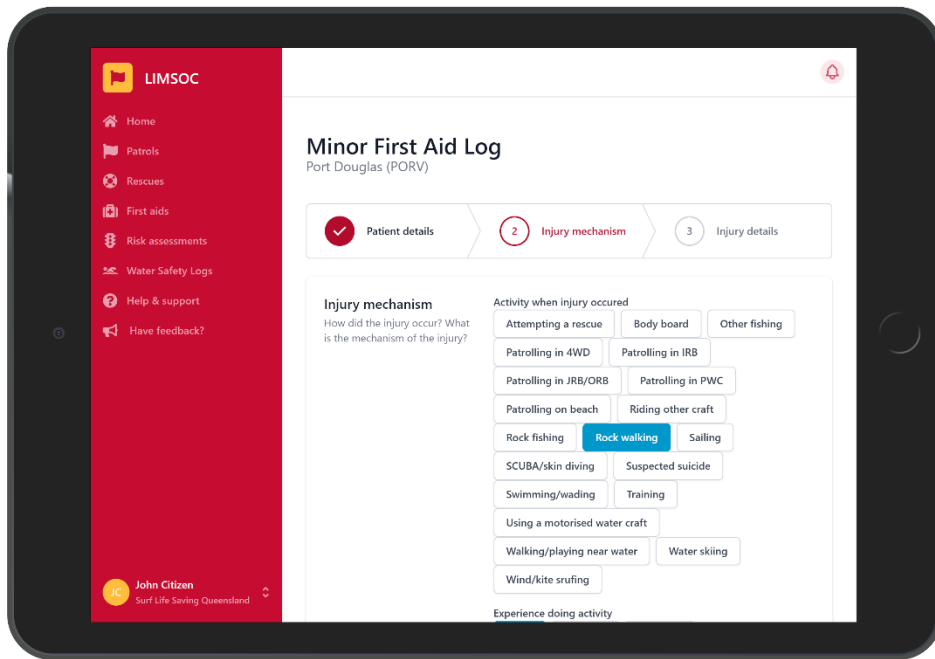 LIMSOC
Home
Patrols
Rescues
First aids
Risk assessments
Water Safety Logs
Help & support
Have feedback?
JC
John Citizen
Surf Life Saving Queensland
Minor First Aid Log
Port Douglas (PORV)
Patient details
2 Injury mechanism
3 Injury details
Injury mechanism
How did the injury occur? What
is the mechanism of the injury?
Activity when injury occured
Attempting a rescue Body board Other fishing
Patrolling in 4WD Patrolling in IRB
Patrolling in JRB/ORB Patrolling in PWC
Patrolling on beach Riding other craft
Rock fishing Rock walking Sailing
SCUBA/skin diving Suspected suicide
Swimming/wading Training
Using a motorised water craft
Walking/playing near water Water skiing
Wind/kite srufing
Experience doing activity